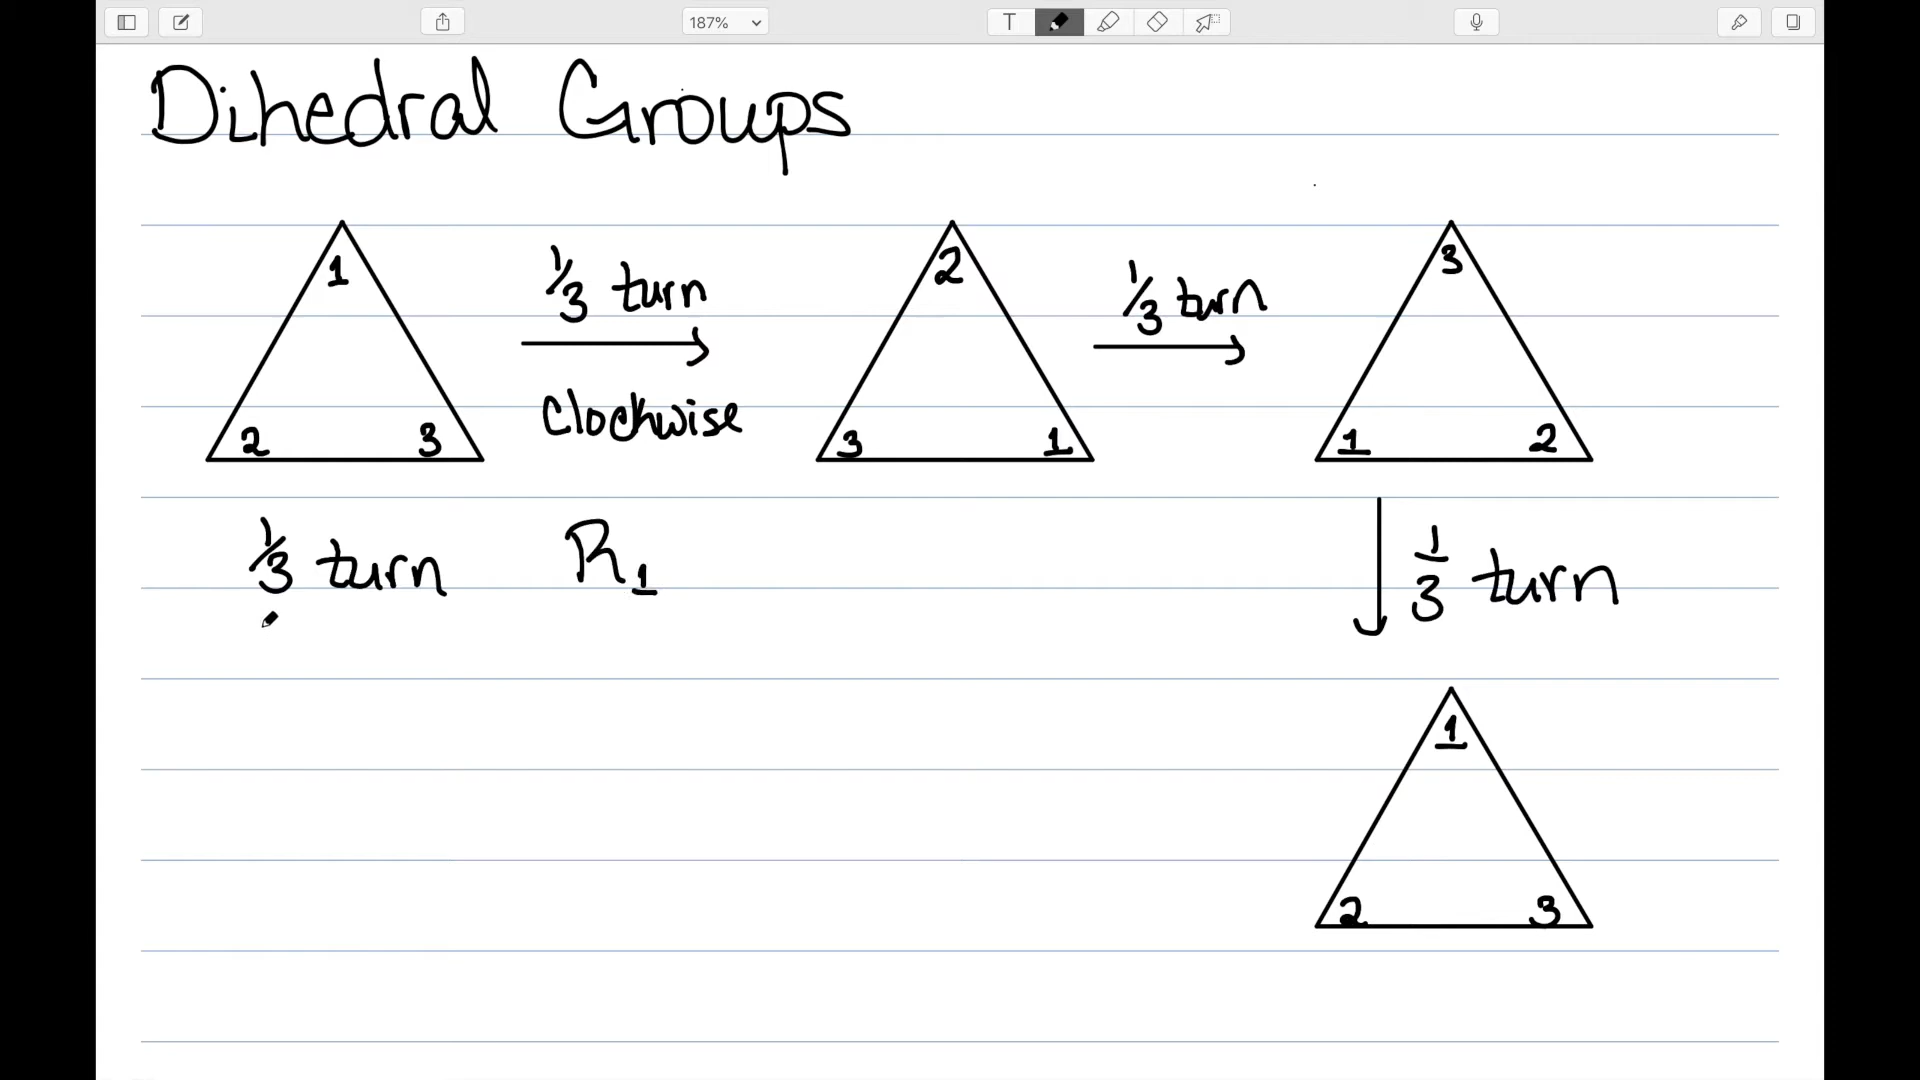 187%
T
Dihedral Groups
1
2 3
1/3 turn
Clockwise
2
3 1
1/3 turn
3
1 2
1/3 turn R1
1/3 turn
1
2 3